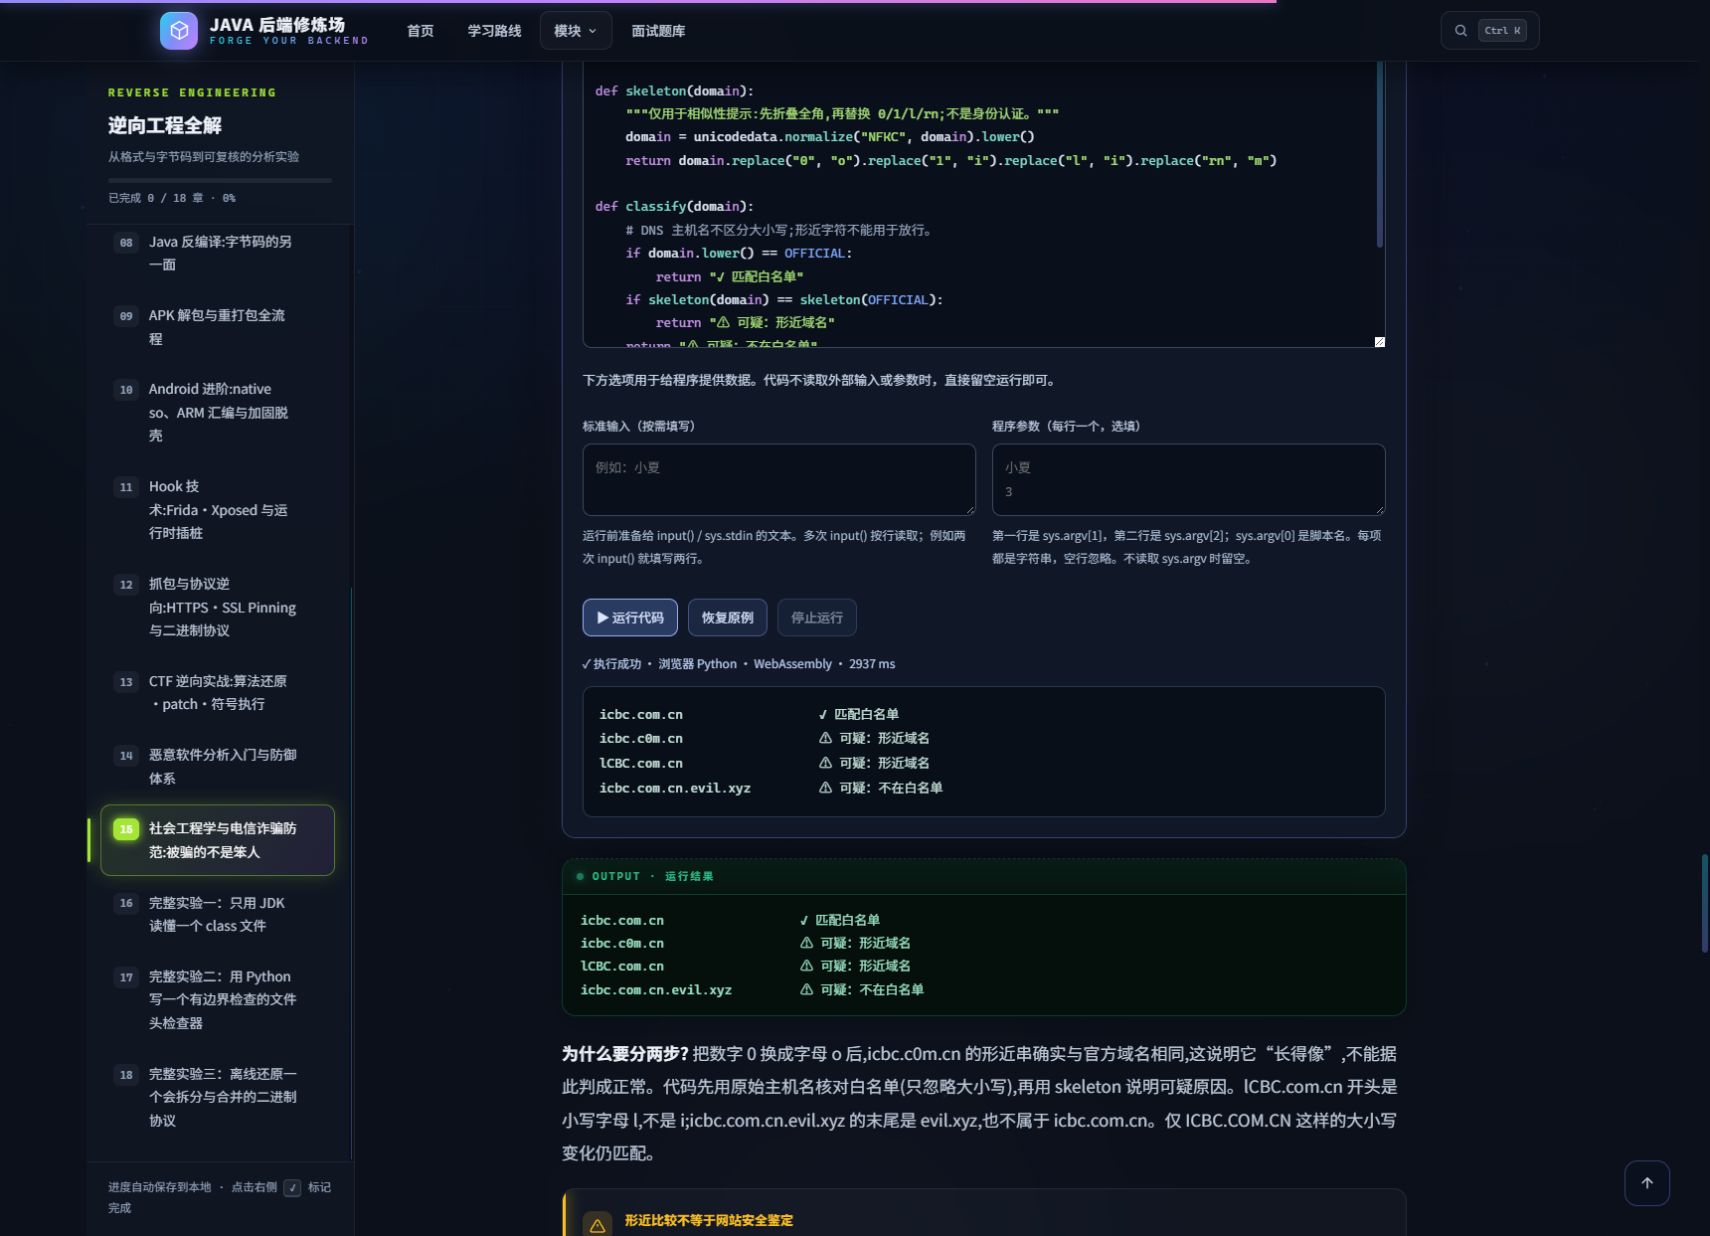 JAVA 后端修炼场
FORGE YOUR BACKEND
首页
学习路线
模块
面试题库
Ctrl K
REVERSE ENGINEERING
逆向工程全解
从格式与字节码到可复核的分析实验
已完成 0 / 18 章 · 0%
08 Java 反编译:字节码的另
一面
09 APK 解包与重打包全流
程
10 Android 进阶:native
so、ARM 汇编与加固脱
壳
11 Hook 技
术:Frida・Xposed 与运
行时插桩
12 抓包与协议逆
向:HTTPS・SSL Pinning
与二进制协议
13 CTF 逆向实战:算法还原
・patch・符号执行
14 恶意软件分析入门与防御
体系
15 社会工程学与电信诈骗防
范:被骗的不是笨人
16 完整实验一：只用 JDK
读懂一个 class 文件
17 完整实验二：用 Python
写一个有边界检查的文件
头检查器
18 完整实验三：离线还原一
个会拆分与合并的二进制
协议
进度自动保存到本地 · 点击右侧 ✓ 标记
完成
def skeleton(domain):
"""仅用于相似性提示:先折叠全角,再替换 0/1/l/rn;不是身份认证。"""
domain = unicodedata.normalize("NFKC", domain).lower()
return domain.replace("0", "o").replace("1", "i").replace("l", "i").replace("rn", "m")
def classify(domain):
# DNS 主机名不区分大小写;形近字符不能用于放行。
if domain.lower() == OFFICIAL:
return "✓ 匹配白名单"
if skeleton(domain) == skeleton(OFFICIAL):
return "⚠ 可疑：形近域名"
return "⚠ 可疑：不在白名单"
下方选项用于给程序提供数据。代码不读取外部输入或参数时，直接留空运行即可。
标准输入（按需填写）
例如：小夏
运行前准备给 input() / sys.stdin 的文本。多次 input() 按行读取；例如两
次 input() 就填写两行。
程序参数（每行一个，选填）
小夏
3
第一行是 sys.argv[1]，第二行是 sys.argv[2]；sys.argv[0] 是脚本名。每项
都是字符串，空行忽略。不读取 sys.argv 时留空。
▶ 运行代码
恢复原例
停止运行
✓ 执行成功 · 浏览器 Python · WebAssembly · 2937 ms
icbc.com.cn ✓ 匹配白名单
icbc.c0m.cn ⚠ 可疑：形近域名
lCBC.com.cn ⚠ 可疑：形近域名
icbc.com.cn.evil.xyz ⚠ 可疑：不在白名单
OUTPUT · 运行结果
icbc.com.cn ✓ 匹配白名单
icbc.c0m.cn ⚠ 可疑：形近域名
lCBC.com.cn ⚠ 可疑：形近域名
icbc.com.cn.evil.xyz ⚠ 可疑：不在白名单
为什么要分两步? 把数字 0 换成字母 o 后,icbc.c0m.cn 的形近串确实与官方域名相同,这说明它“长得像”,不能据
此判成正常。代码先用原始主机名核对白名单(只忽略大小写),再用 skeleton 说明可疑原因。lCBC.com.cn 开头是
小写字母 l,不是 i;icbc.com.cn.evil.xyz 的末尾是 evil.xyz,也不属于 icbc.com.cn。仅 ICBC.COM.CN 这样的大小写
变化仍匹配。
形近比较不等于网站安全鉴定